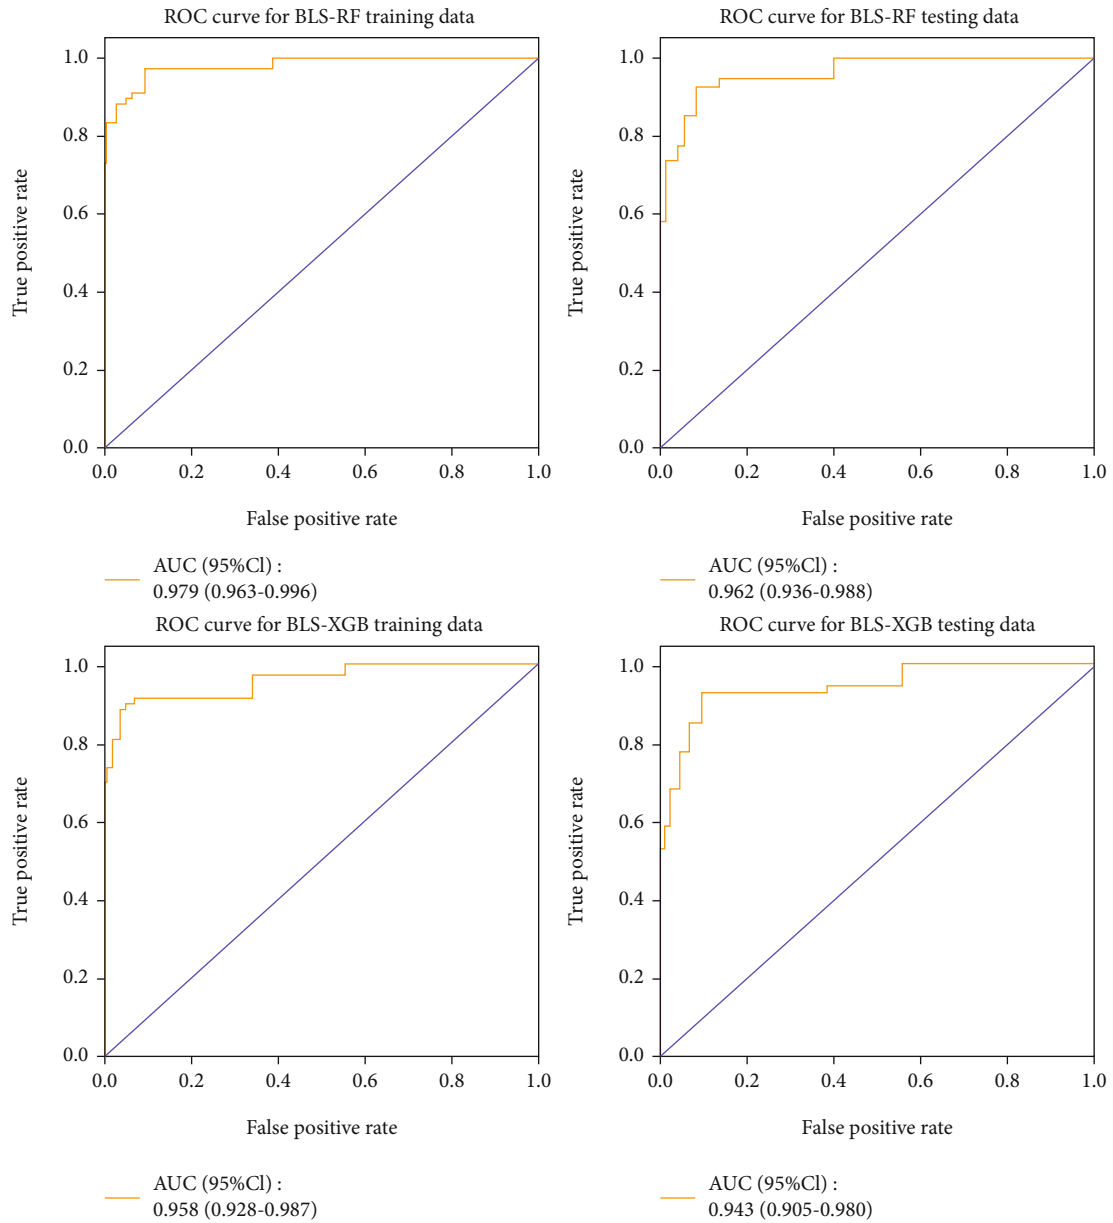 ROC curve for BLS-RF training data
True positive rate
1.0
0.8
0.6
0.4
0.2
0.0
0.0 0.2 0.4 0.6 0.8 1.0
False positive rate
AUC (95%Cl) :
0.979 (0.963-0.996)
ROC curve for BLS-RF testing data
True positive rate
1.0
0.8
0.6
0.4
0.2
0.0
0.0 0.2 0.4 0.6 0.8 1.0
False positive rate
AUC (95%Cl) :
0.962 (0.936-0.988)
ROC curve for BLS-XGB training data
True positive rate
1.0
0.8
0.6
0.4
0.2
0.0
0.0 0.2 0.4 0.6 0.8 1.0
False positive rate
AUC (95%Cl) :
0.958 (0.928-0.987)
ROC curve for BLS-XGB testing data
True positive rate
1.0
0.8
0.6
0.4
0.2
0.0
0.0 0.2 0.4 0.6 0.8 1.0
False positive rate
AUC (95%Cl) :
0.943 (0.905-0.980)